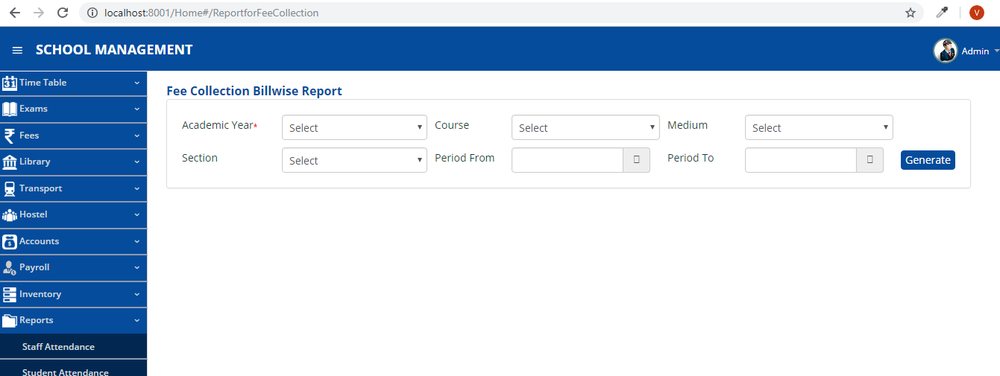 localhost:8001/Home#/ReportforFeeCollection
V
SCHOOL MANAGEMENT
Admin
31 Time Table
Exams
Fees
Library
Transport
Hostel
Accounts
Payroll
Inventory
Reports
Staff Attendance
Student Attendance
Fee Collection Billwise Report
Academic Year* Select Course Select Medium Select
Section Select Period From Period To Generate